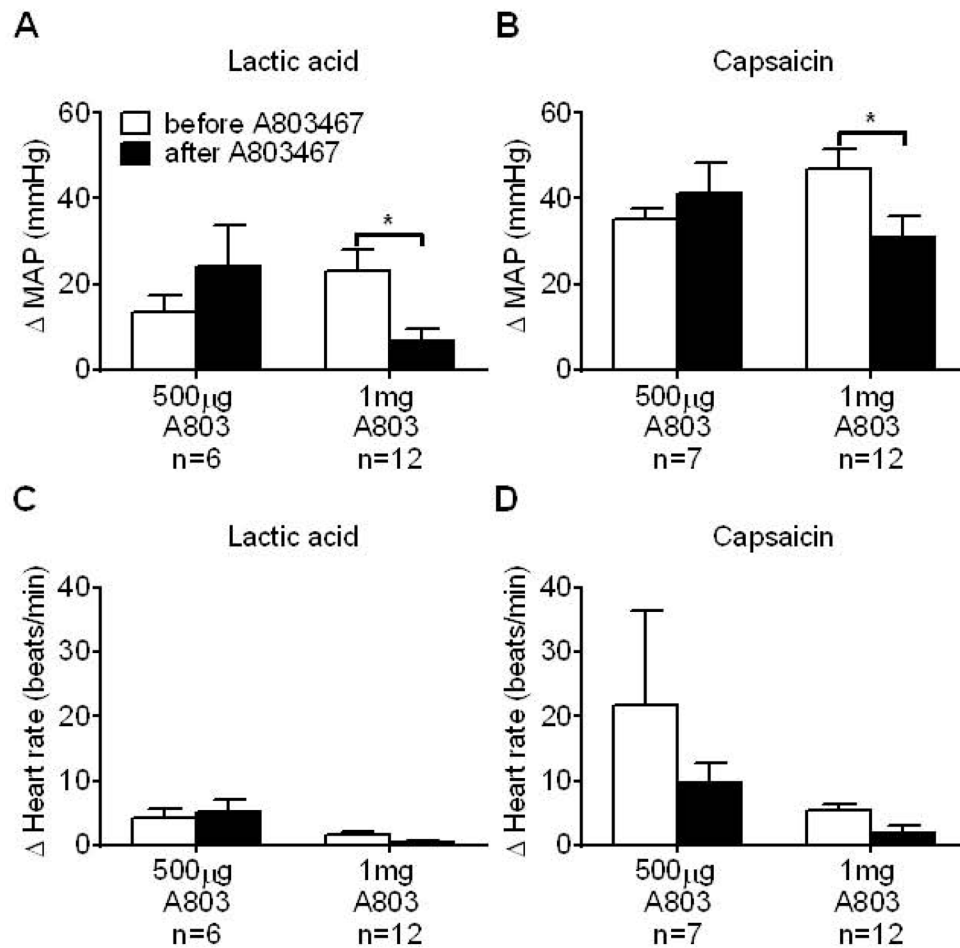 A
Lactic acid
before A803467
after A803467
Δ MAP (mmHg)
60
40
20
0
*
500µg
A803
n=6
1mg
A803
n=12
B
Capsaicin
Δ MAP (mmHg)
60
40
20
0
*
500µg
A803
n=7
1mg
A803
n=12
C
Lactic acid
Δ Heart rate (beats/min)
40
30
20
10
0
500µg
A803
n=6
1mg
A803
n=12
D
Capsaicin
Δ Heart rate (beats/min)
40
30
20
10
0
500µg
A803
n=7
1mg
A803
n=12